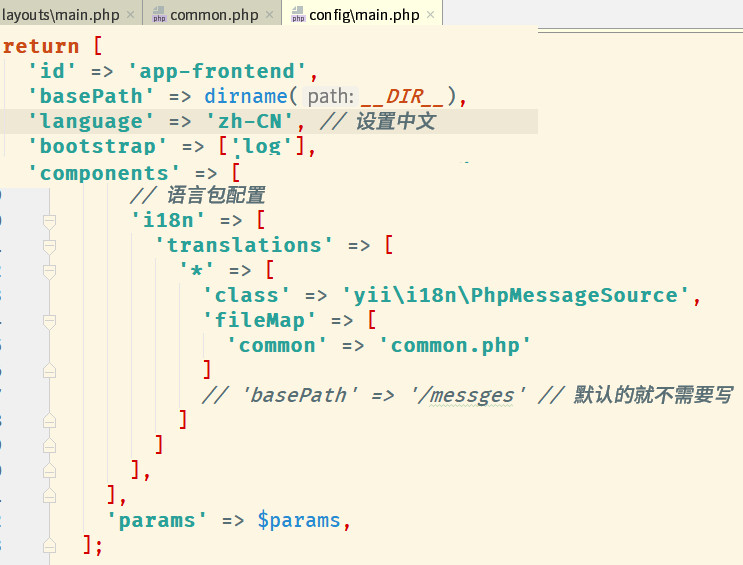 layouts\main.php × common.php × config\main.php ×
return [
'id' => 'app-frontend',
'basePath' => dirname( path: __DIR__),
'language' => 'zh-CN', // 设置中文
'bootstrap' => ['log'],
'components' => [
// 语言包配置
'i18n' => [
'translations' => [
'*' => [
'class' => 'yii\i18n\PhpMessageSource',
'fileMap' => [
'common' => 'common.php'
]
// 'basePath' => '/messges' // 默认的就不需要写
]
]
],
],
'params' => $params,
];